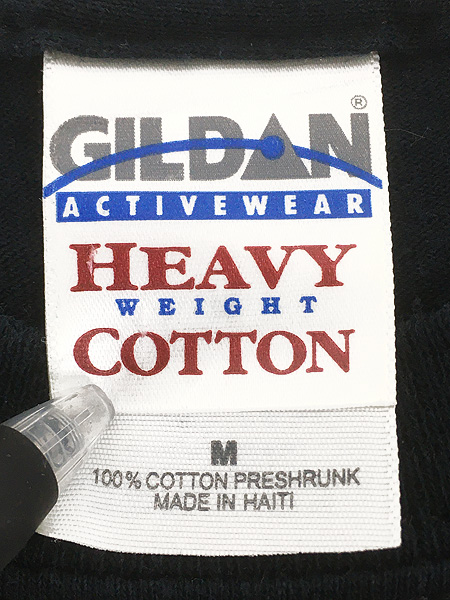 GILDAN®
ACTIVEWEAR
HEAVY
WEIGHT
COTTON
M
100% COTTON PRESHRUNK
MADE IN HAITI